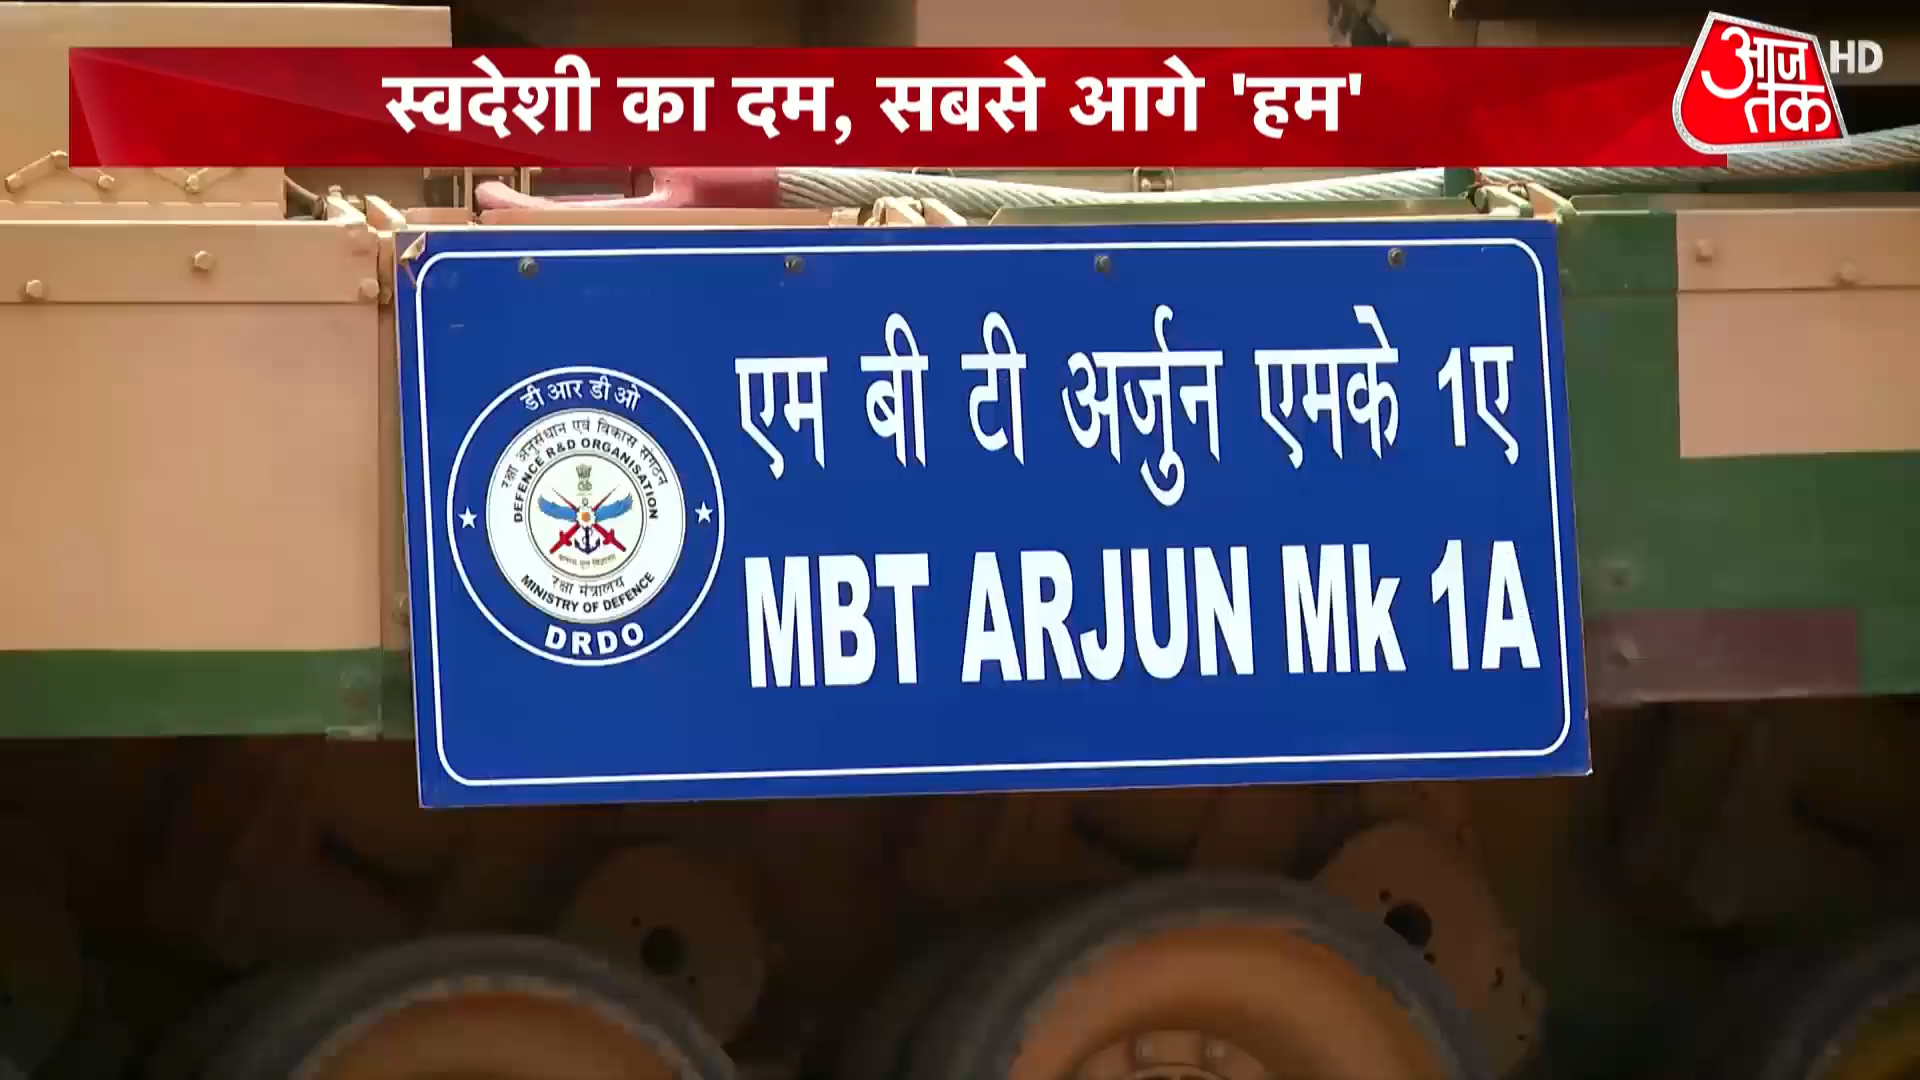 स्वदेशी का दम, सबसे आगे 'हम'
आज तक HD
एम बी टी अर्जुन एमके 1ए
MBT ARJUN Mk 1A
डी आर डी ओ
रक्षा अनुसंधान एवं विकास संगठन
DEFENCE R&D ORGANISATION
रक्षा मंत्रालय
MINISTRY OF DEFENCE
DRDO